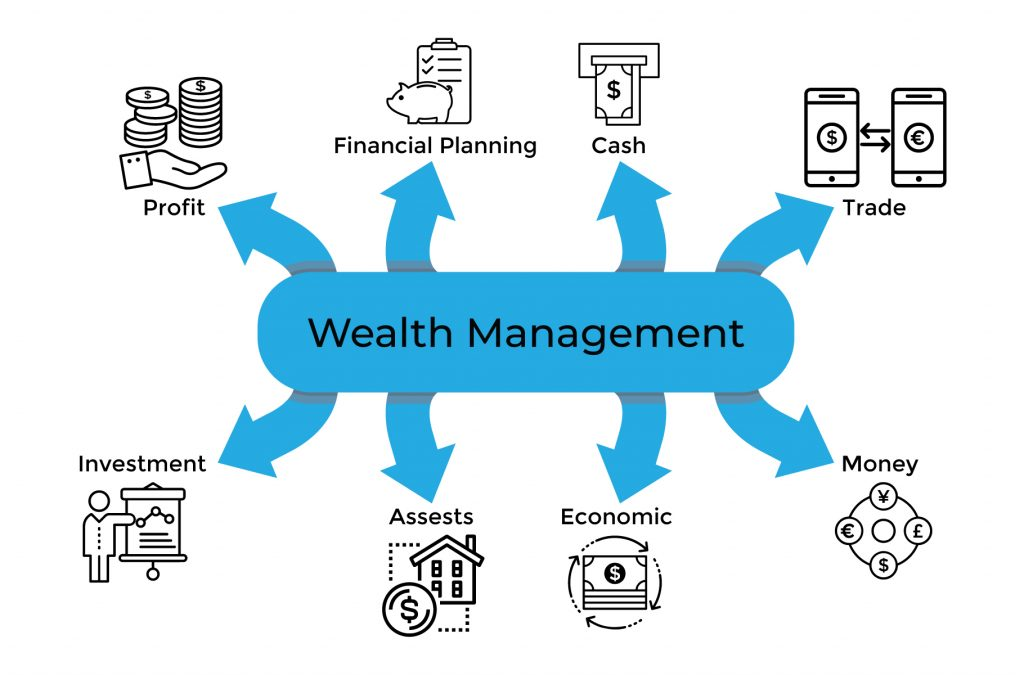 Financial Planning
Cash
Profit
Trade
Wealth Management
Investment
Money
Assests
Economic
$
$
$
$
€
¥
€
£
$
$
$